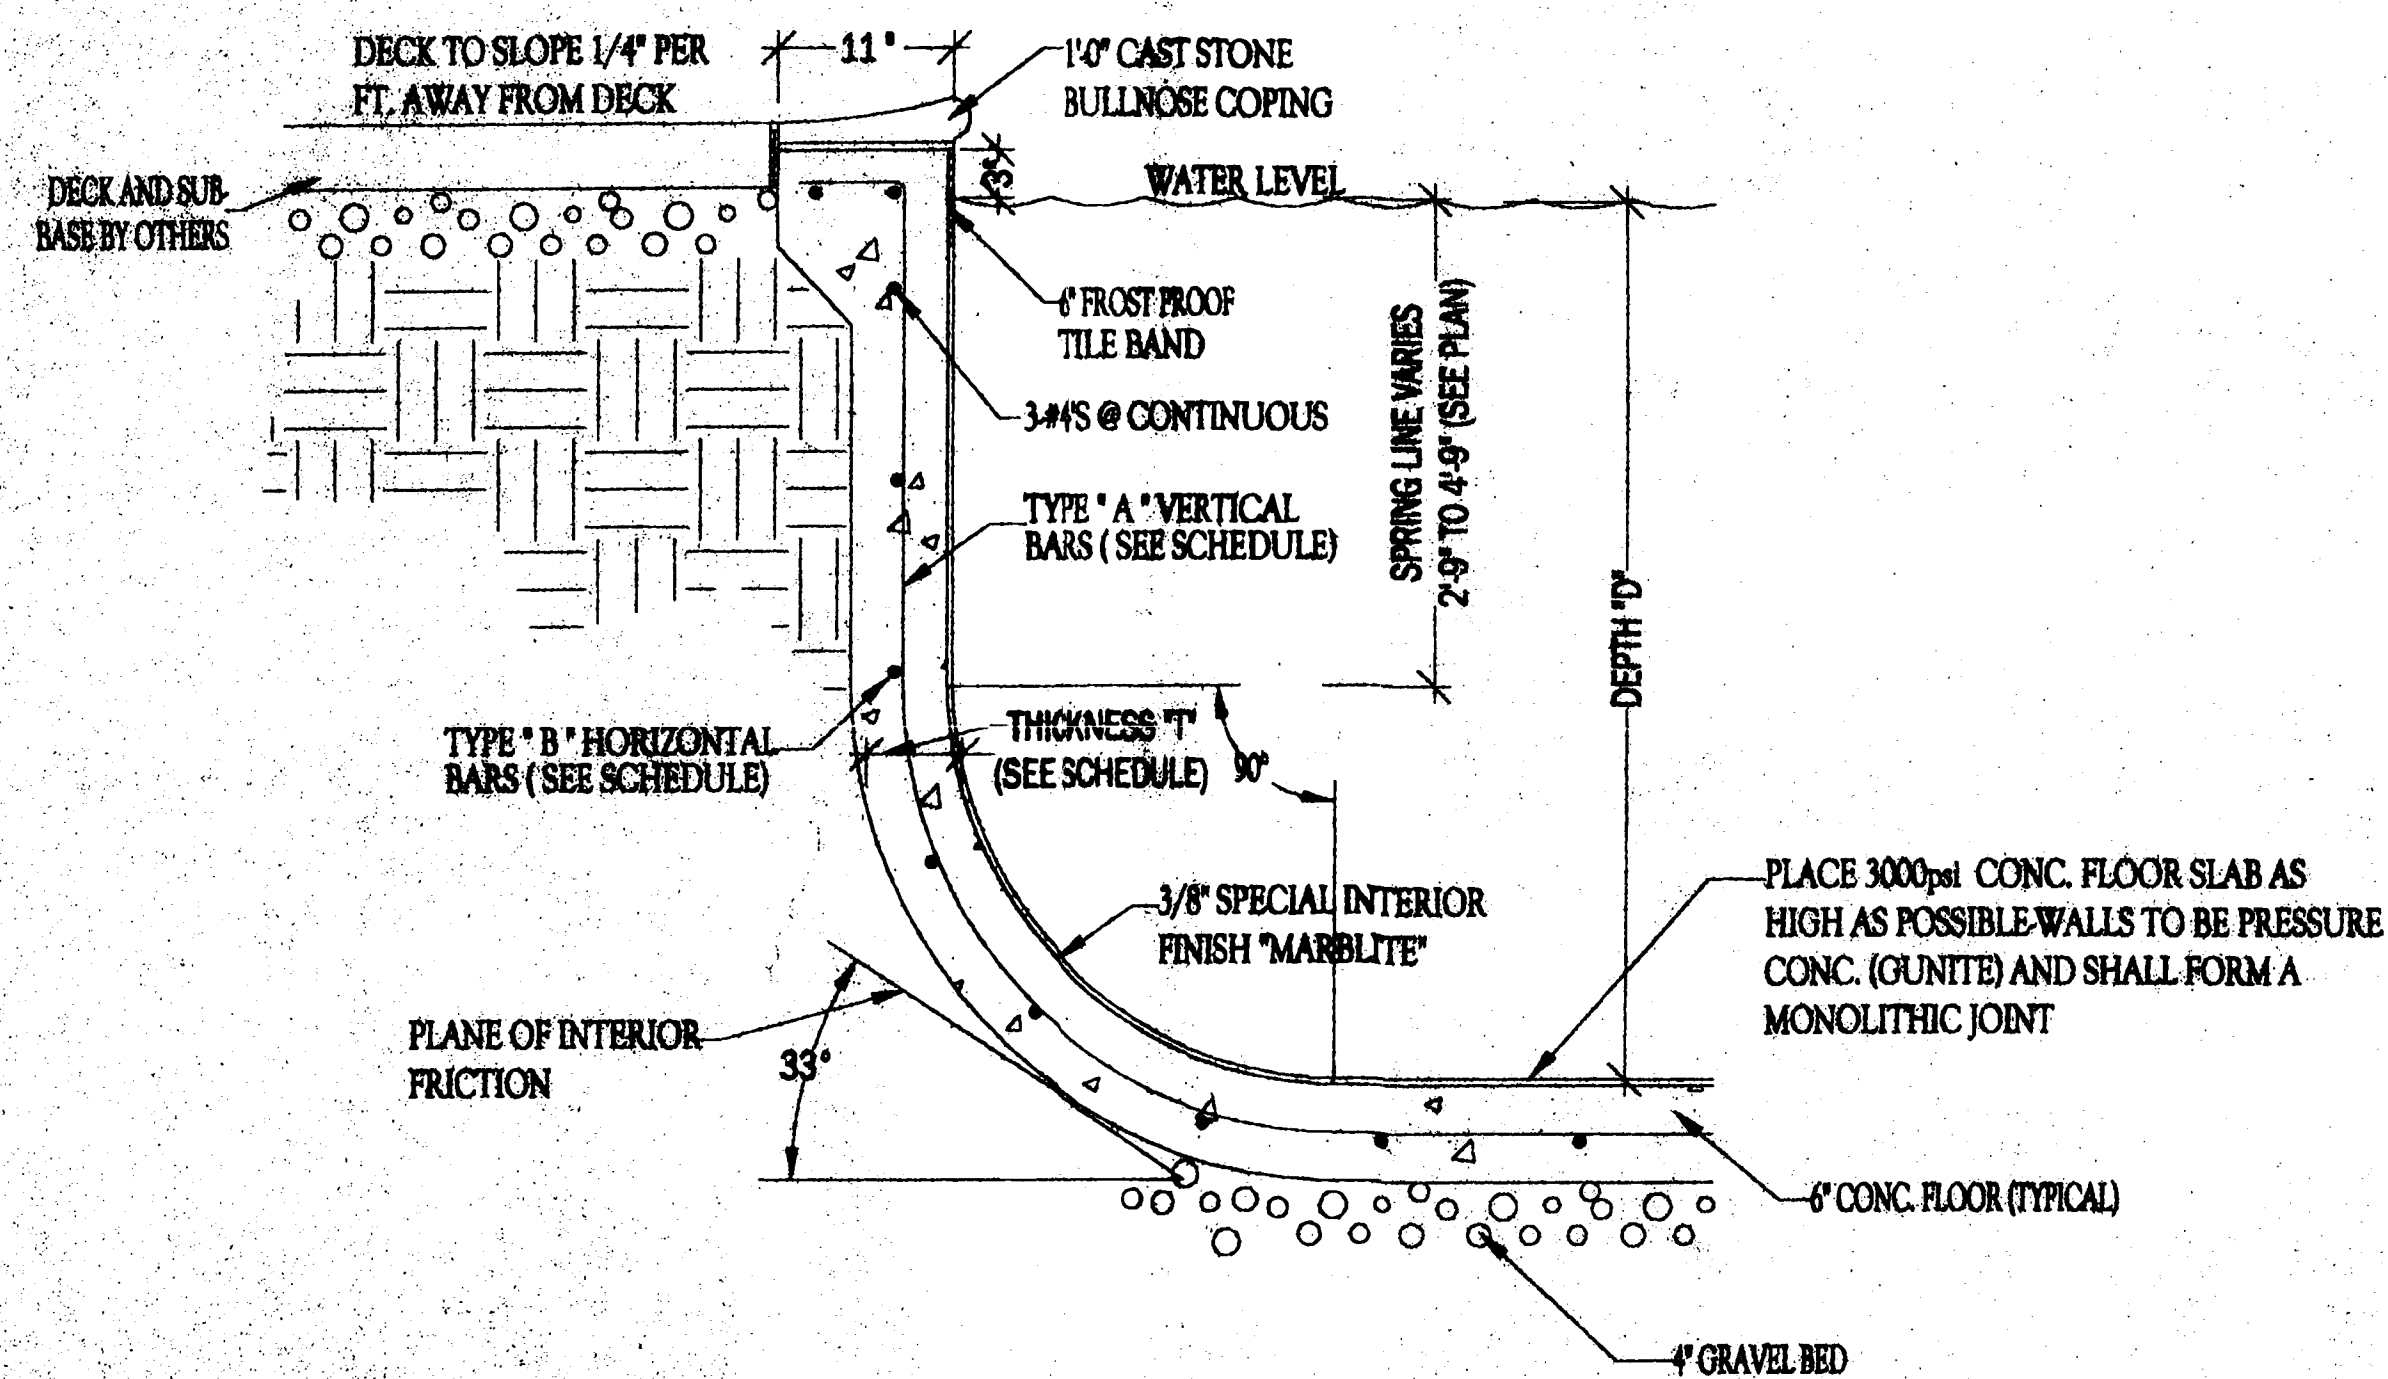 DECK TO SLOPE 1/4" PER
FT. AWAY FROM DECK
11"
1'-0" CAST STONE
BULLNOSE COPING
DECK AND SUB-
BASE BY OTHERS
3"
WATER LEVEL
6" FROST PROOF
TILE BAND
3-#4'S @ CONTINUOUS
TYPE "A" VERTICAL
BARS (SEE SCHEDULE)
SPRING LINE VARIES
2'-9" TO 4'-9" (SEE PLAN)
DEPTH "D"
TYPE "B" HORIZONTAL
BARS (SEE SCHEDULE)
THICKNESS "T"
(SEE SCHEDULE)
90°
3/8" SPECIAL INTERIOR
FINISH "MARBLITE"
PLACE 3000psi CONC. FLOOR SLAB AS
HIGH AS POSSIBLE-WALLS TO BE PRESSURE
CONC. (GUNITE) AND SHALL FORM A
MONOLITHIC JOINT
PLANE OF INTERIOR
FRICTION
33°
6" CONC. FLOOR (TYPICAL)
4" GRAVEL BED